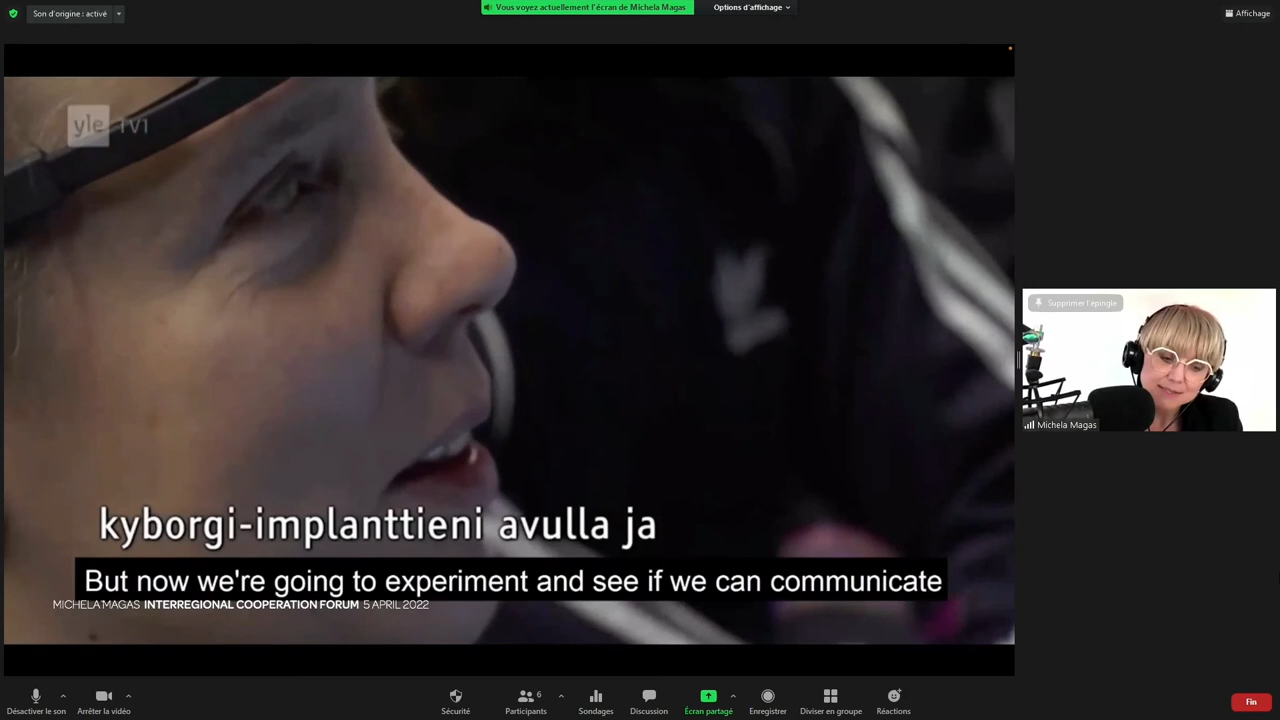 Son d'origine : activé
Vous voyez actuellement l'écran de Michela Magas
Options d'affichage
Affichage
yle TV1
Supprimer l'épingle
Michela Magas
kyborgi-implanttieni avulla ja
But now we're going to experiment and see if we can communicate
MICHELA MAGAS INTERREGIONAL COOPERATION FORUM 5 APRIL 2022
Désactiver le son
Arrêter la vidéo
Sécurité
6
Participants
Sondages
Discussion
Écran partagé
Enregistrer
Diviser en groupe
Réactions
Fin